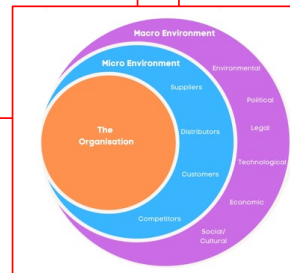 Macro Environment
Micro Environment
Environmental
Suppliers
Political
The
Organisation
Distributors
Legal
Technological
Customers
Economic
Competitors
Social/
Cultural